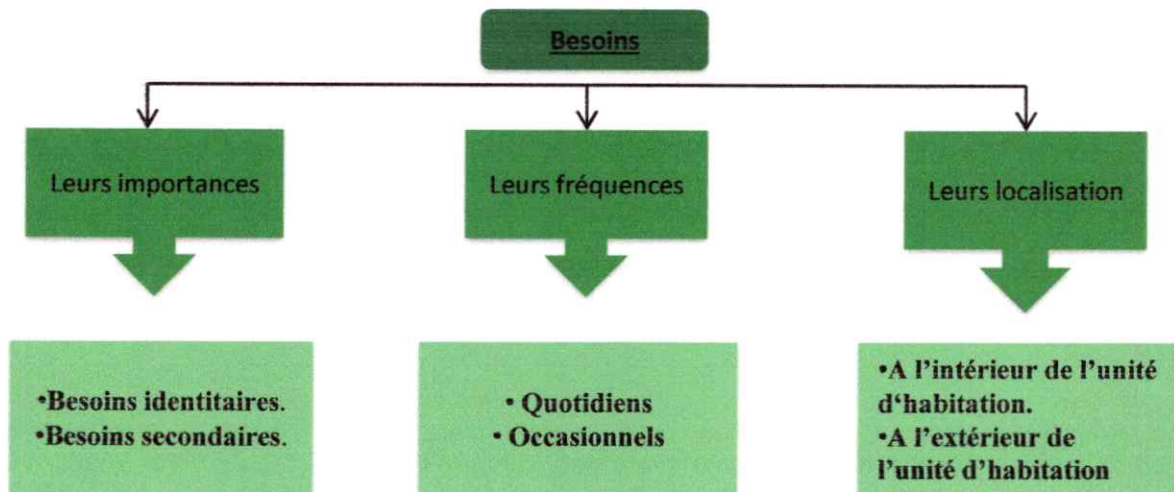 Besoins
Leurs importances
Leurs fréquences
Leurs localisation
•Besoins identitaires.
•Besoins secondaires.
• Quotidiens
• Occasionnels
•A l'intérieur de l'unité
d‘habitation.
•A l'extérieur de
l'unité d'habitation